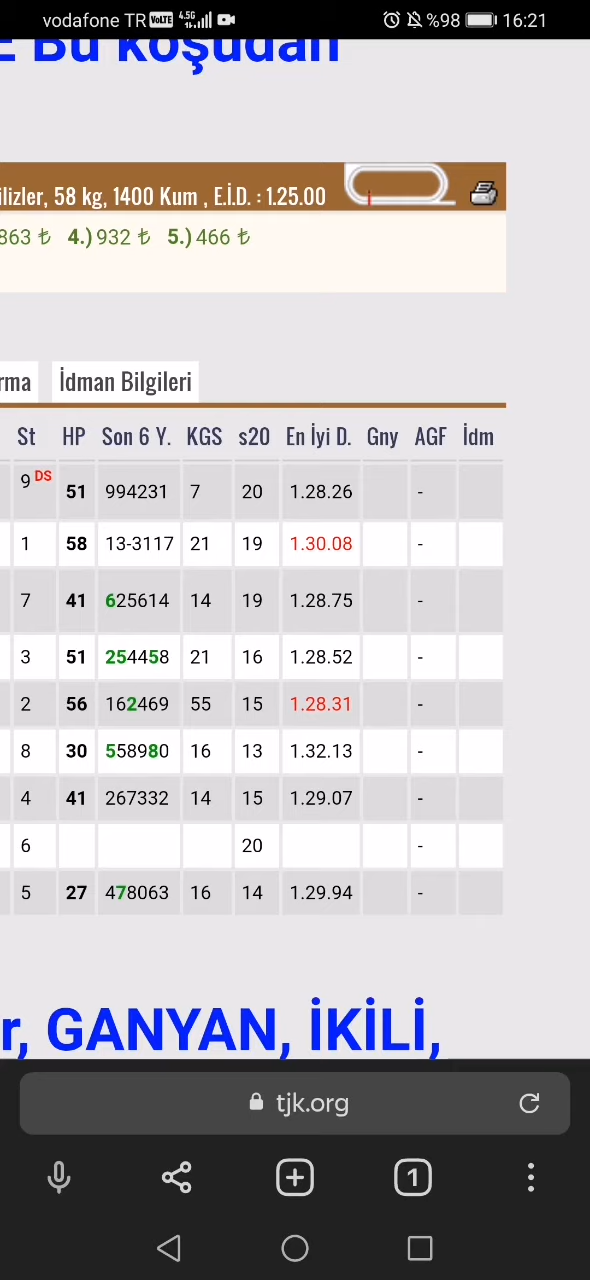 vodafone TR VoLTE 4.5G %98 16:21
E Bu koşudan
ilizler, 58 kg, 1400 Kum , E.İ.D. : 1.25.00
863 ₺ 4.) 932 ₺ 5.) 466 ₺
rma İdman Bilgileri
St HP Son 6 Y. KGS s20 En İyi D. Gny AGF İdm
9 DS 51 994231 7 20 1.28.26 -
1 58 13-3117 21 19 1.30.08 -
7 41 625614 14 19 1.28.75 -
3 51 254458 21 16 1.28.52 -
2 56 162469 55 15 1.28.31 -
8 30 558980 16 13 1.32.13 -
4 41 267332 14 15 1.29.07 -
6 20 -
5 27 478063 16 14 1.29.94 -
r, GANYAN, İKİLİ,
tjk.org
1